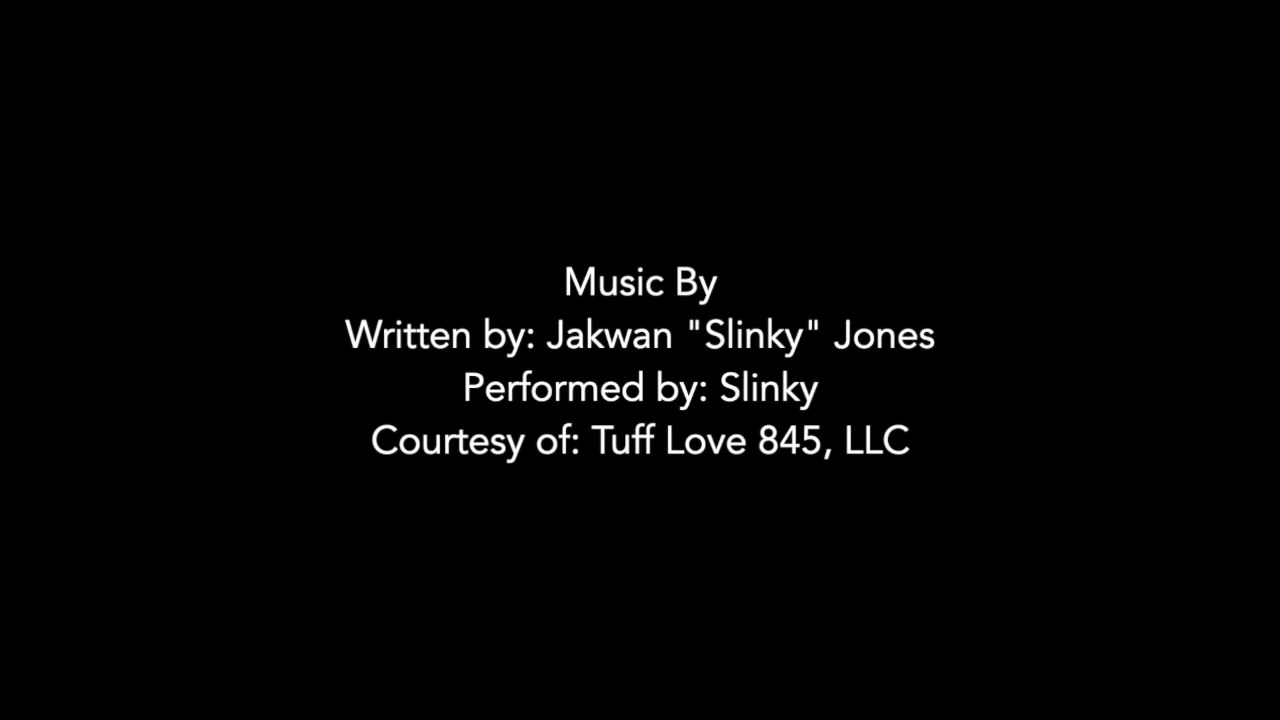 Music By
Written by: Jakwan "Slinky" Jones
Performed by: Slinky
Courtesy of: Tuff Love 845, LLC